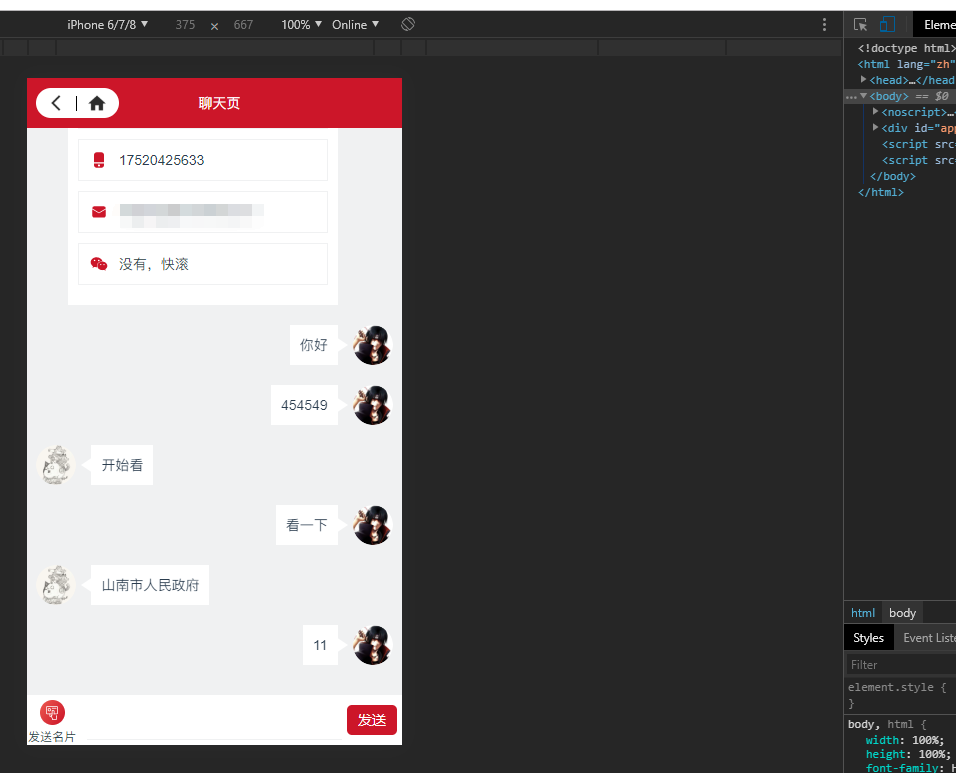 iPhone 6/7/8 ▼ 375 × 667 100% ▼ Online ▼
Eleme
聊天页
17520425633
没有，快滚
你好
454549
开始看
看一下
山南市人民政府
11
发送名片
发送
<!doctype html>
<html lang="zh"
<head>…</head
<body> == $0
<noscript>…
<div id="app
<script src=
<script src=
</body>
</html>
html body
Styles Event Liste
Filter
element.style {
}
body, html {
width: 100%;
height: 100%;
font-family: H